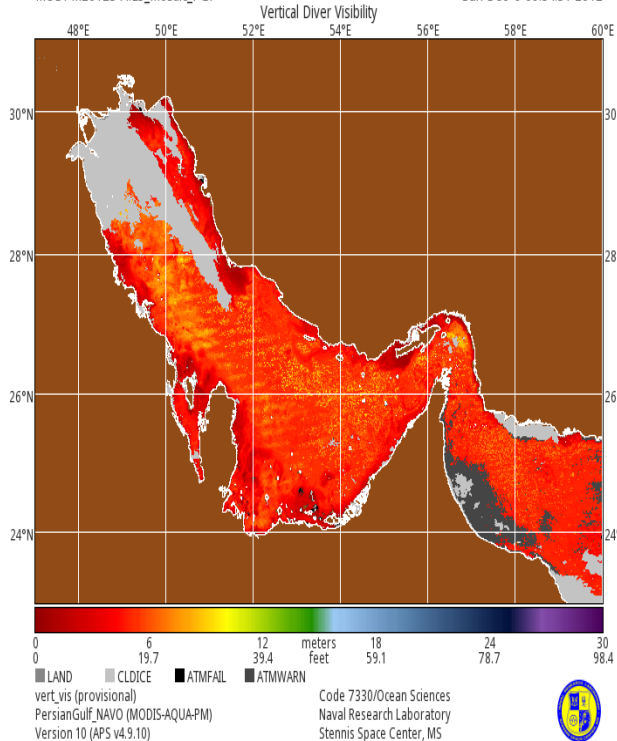 Vertical Diver Visibility
48°E 50°E 52°E 54°E 56°E 58°E 60°E
30°N 30
28°N 28
26°N 26
24°N 24
0 6 12 meters 18 24 30
0 19.7 39.4 feet 59.1 78.7 98.4
LAND CLDICE ATMFAIL ATMWARN
vert_vis (provisional)
PersianGulf_NAVO (MODIS-AQUA-PM)
Version 10 (APS v4.9.10)
Code 7330/Ocean Sciences
Naval Research Laboratory
Stennis Space Center, MS